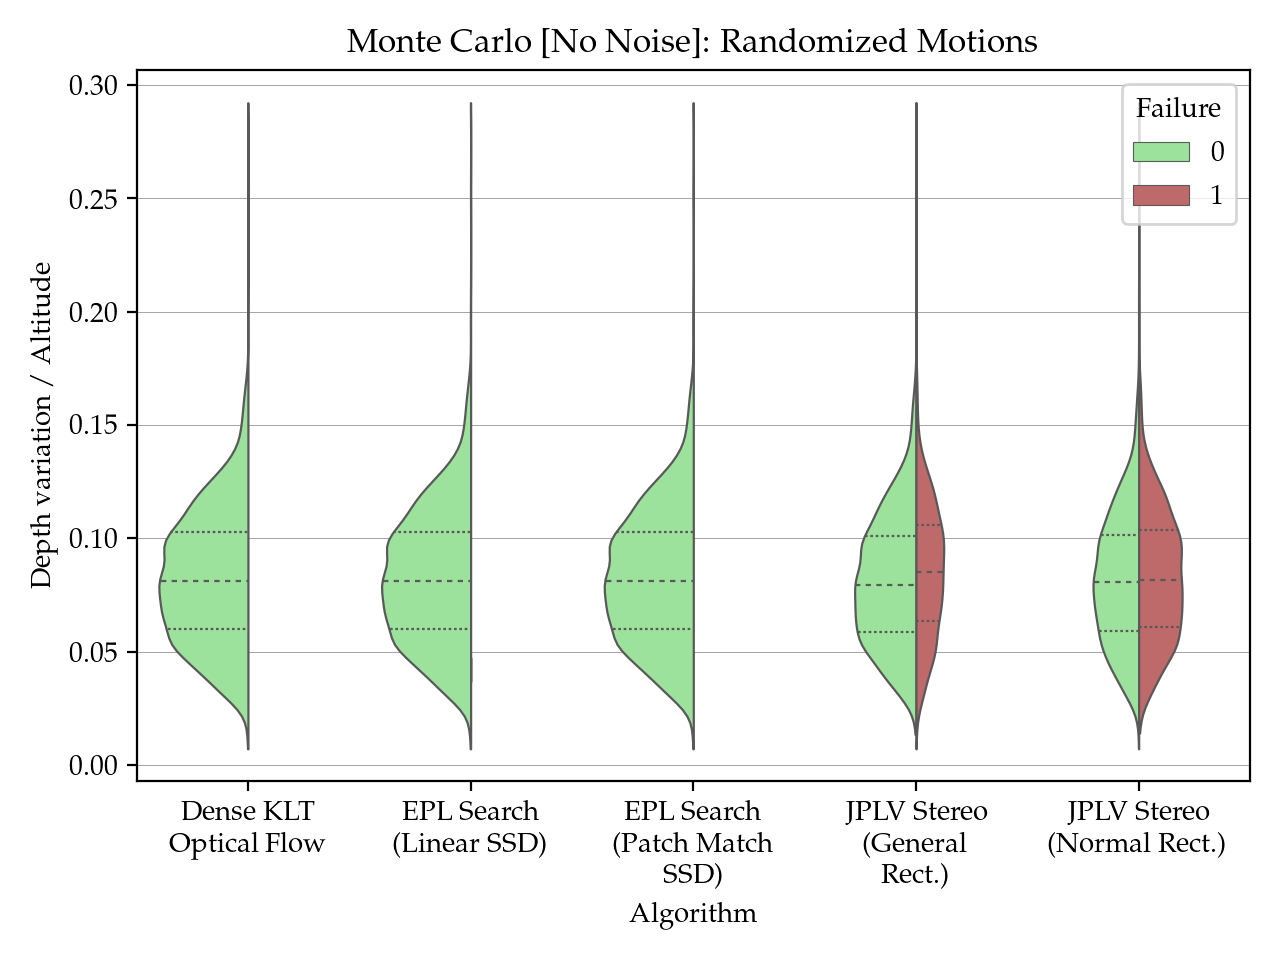 Monte Carlo [No Noise]: Randomized Motions
Failure
0
1
Depth variation / Altitude
0.30
0.25
0.20
0.15
0.10
0.05
0.00
Dense KLT
Optical Flow
EPL Search
(Linear SSD)
EPL Search
(Patch Match
SSD)
JPLV Stereo
(General
Rect.)
JPLV Stereo
(Normal Rect.)
Algorithm